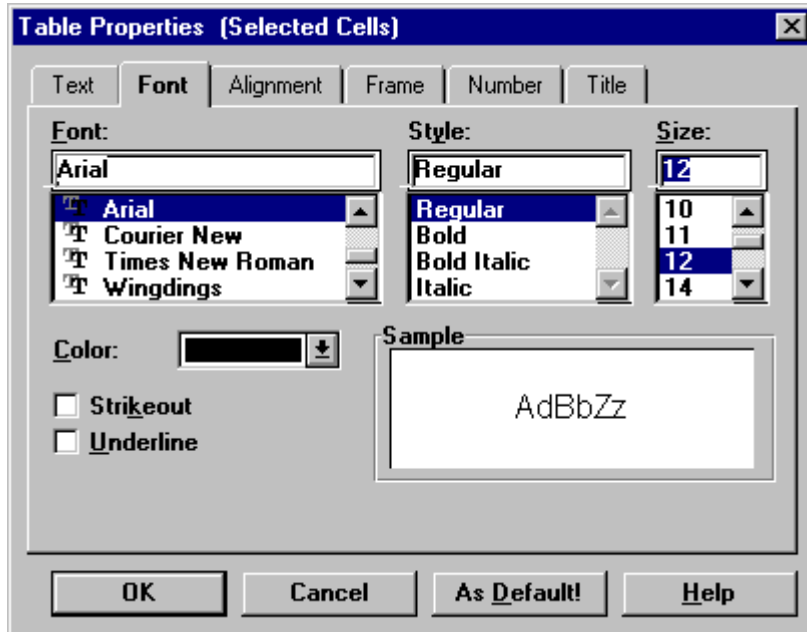 Table Properties (Selected Cells)
Text Font Alignment Frame Number Title
Font: Style: Size:
Arial Regular 12
Arial Regular 10
Courier New Bold 11
Times New Roman Bold Italic 12
Wingdings Italic 14
Color: Sample
AdBbZz
Strikeout
Underline
OK Cancel As Default! Help